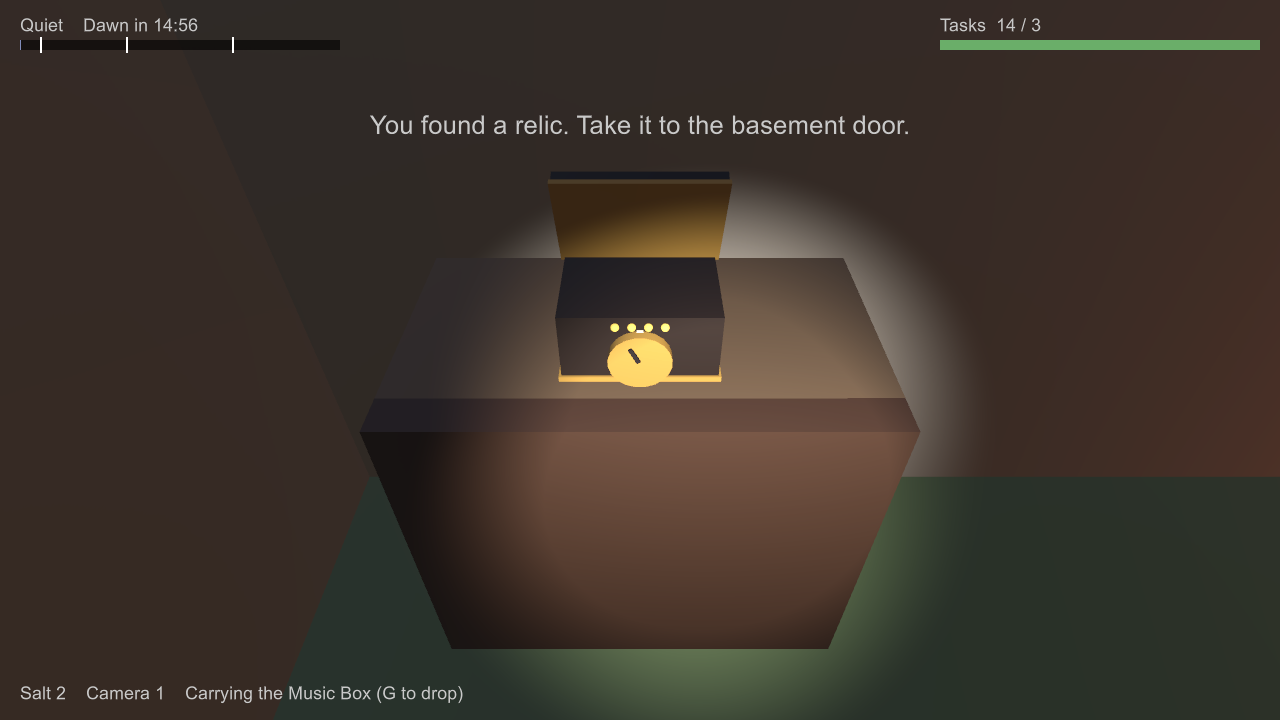 Quiet Dawn in 14:56
Tasks 14 / 3
You found a relic. Take it to the basement door.
Salt 2 Camera 1 Carrying the Music Box (G to drop)